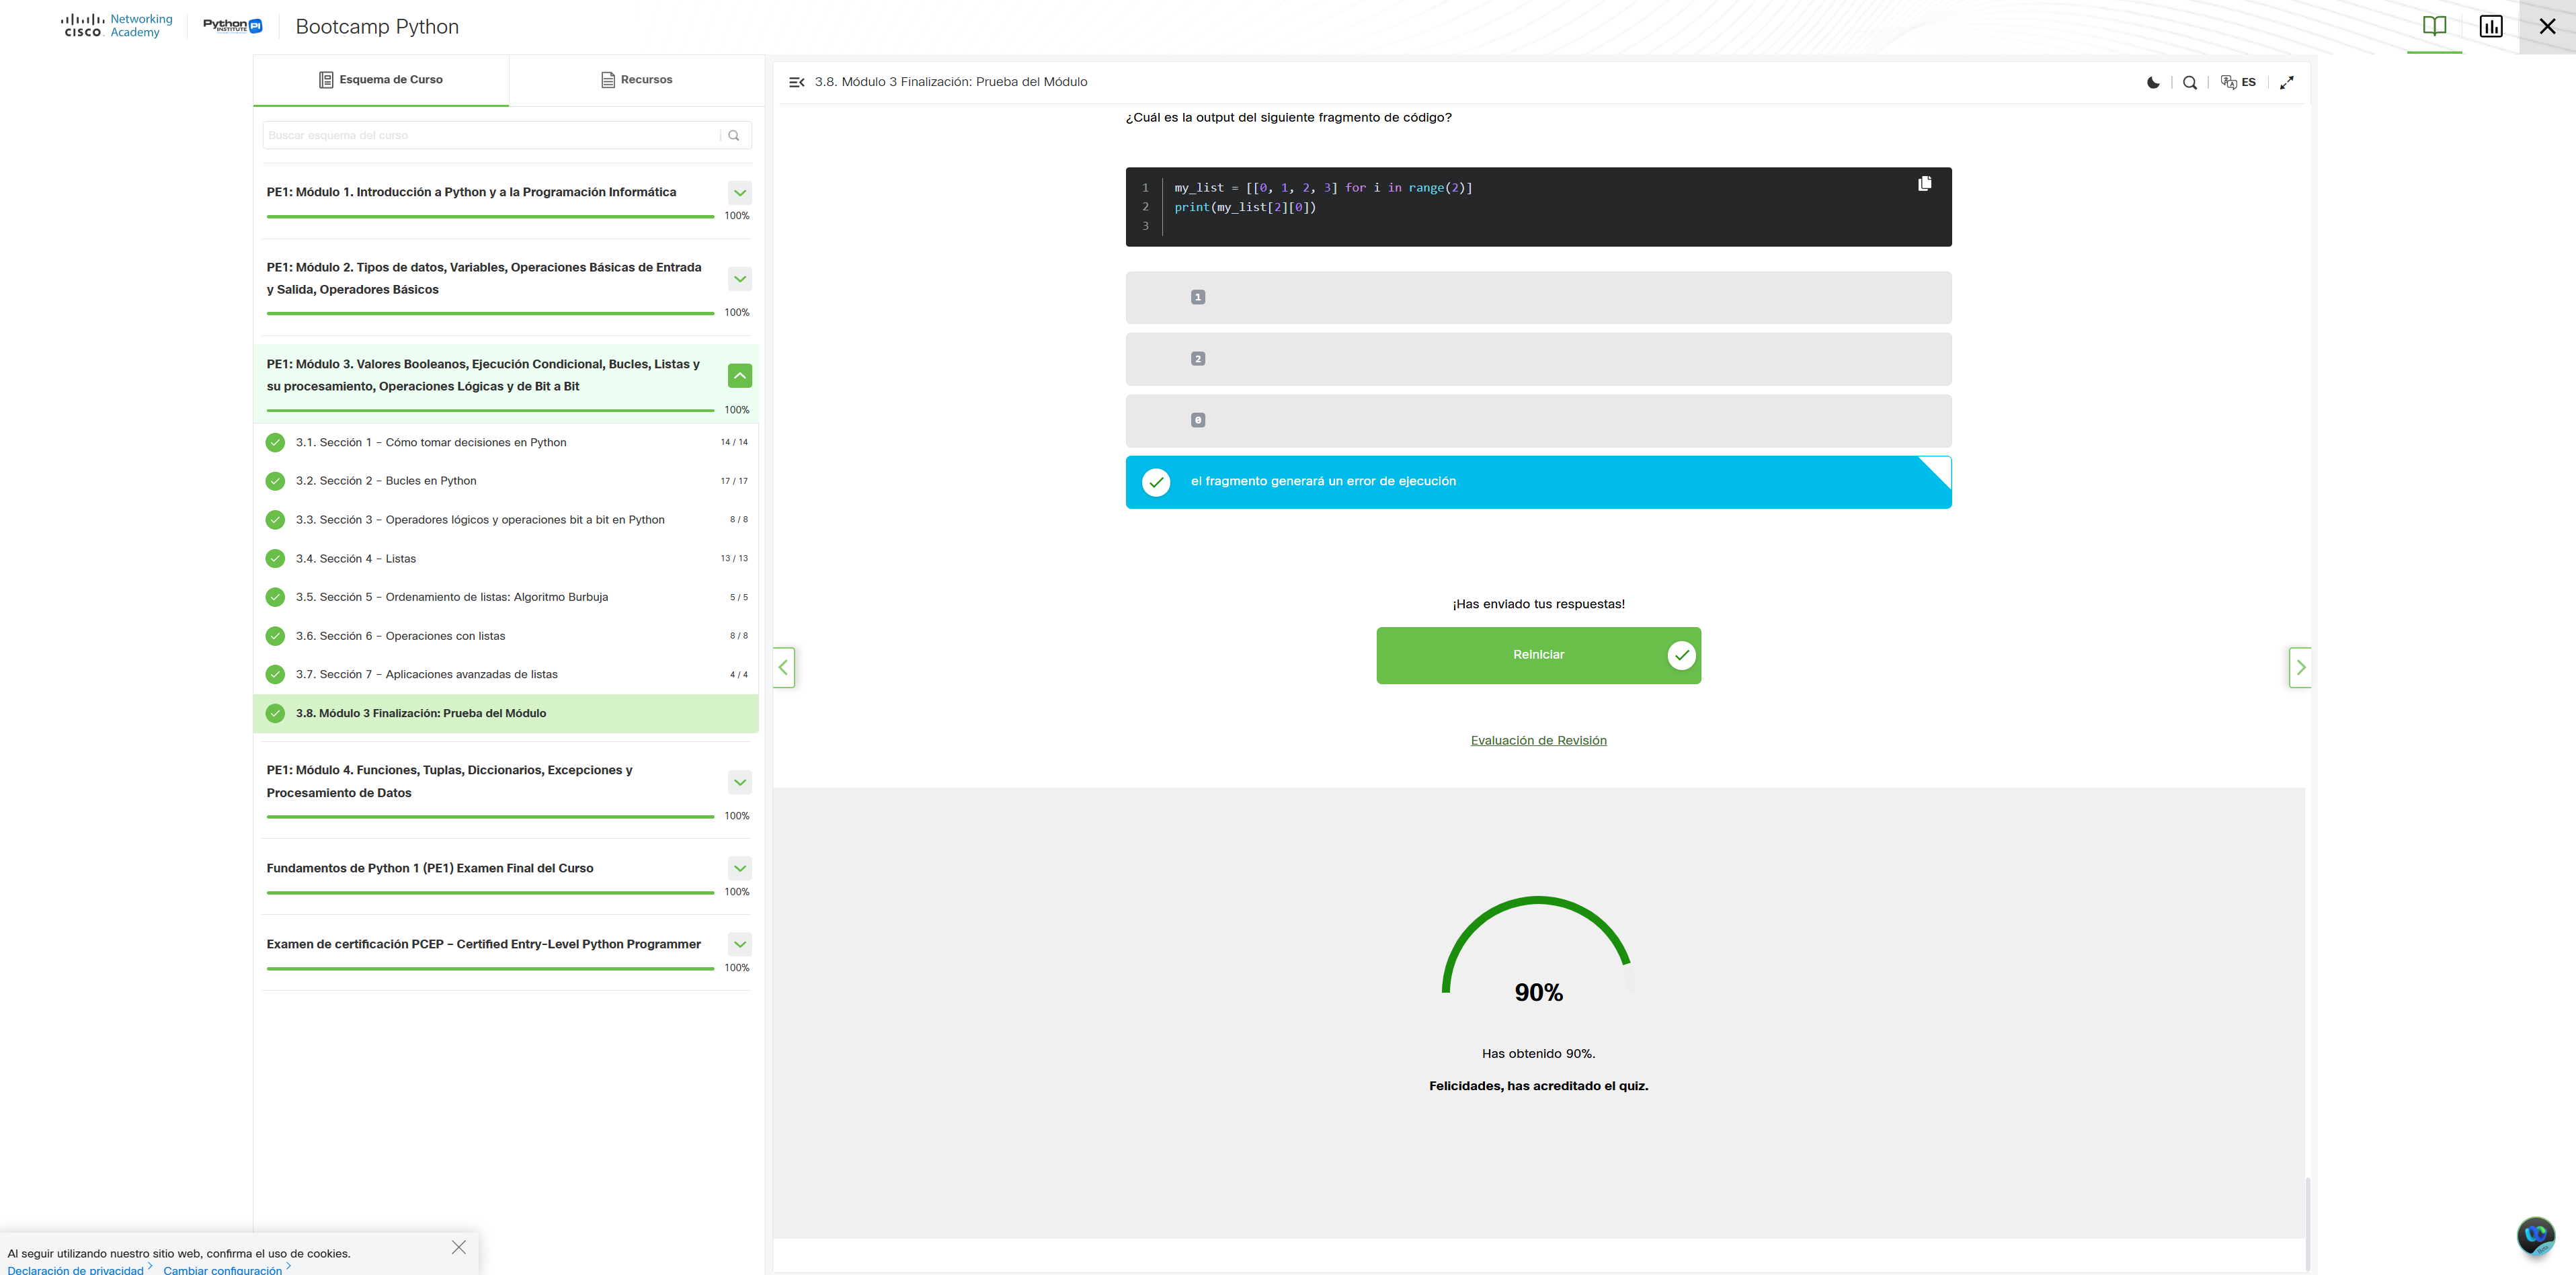 Networking
CISCO Academy
Python
INSTITUTE
PI
Bootcamp Python
Esquema de Curso
Recursos
Buscar esquema del curso
PE1: Módulo 1. Introducción a Python y a la Programación Informática
100%
PE1: Módulo 2. Tipos de datos, Variables, Operaciones Básicas de Entrada
y Salida, Operadores Básicos
100%
PE1: Módulo 3. Valores Booleanos, Ejecución Condicional, Bucles, Listas y
su procesamiento, Operaciones Lógicas y de Bit a Bit
100%
3.1. Sección 1 – Cómo tomar decisiones en Python 14 / 14
3.2. Sección 2 – Bucles en Python 17 / 17
3.3. Sección 3 – Operadores lógicos y operaciones bit a bit en Python 8 / 8
3.4. Sección 4 – Listas 13 / 13
3.5. Sección 5 – Ordenamiento de listas: Algoritmo Burbuja 5 / 5
3.6. Sección 6 – Operaciones con listas 8 / 8
3.7. Sección 7 – Aplicaciones avanzadas de listas 4 / 4
3.8. Módulo 3 Finalización: Prueba del Módulo
PE1: Módulo 4. Funciones, Tuplas, Diccionarios, Excepciones y
Procesamiento de Datos
100%
Fundamentos de Python 1 (PE1) Examen Final del Curso
100%
Examen de certificación PCEP – Certified Entry-Level Python Programmer
100%
3.8. Módulo 3 Finalización: Prueba del Módulo
ES
¿Cuál es la output del siguiente fragmento de código?
1 my_list = [[0, 1, 2, 3] for i in range(2)]
2 print(my_list[2][0])
3
1
2
0
el fragmento generará un error de ejecución
¡Has enviado tus respuestas!
Reiniciar
Evaluación de Revisión
90%
Has obtenido 90%.
Felicidades, has acreditado el quiz.
Al seguir utilizando nuestro sitio web, confirma el uso de cookies.
Declaración de privacidad > Cambiar configuración >